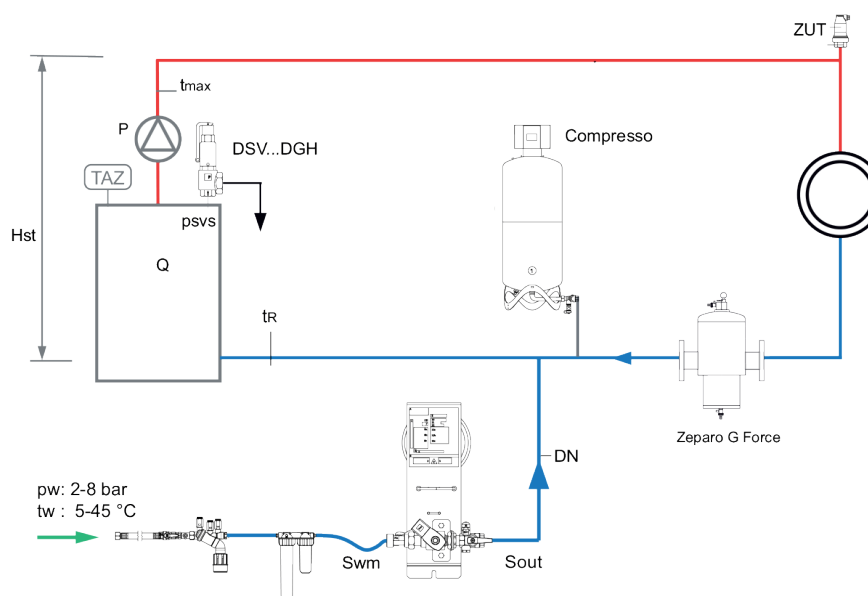 ZUT
tmax
P
DSV...DGH
Compresso
TAZ
psvs
Hst
Q
tR
1
Zeparo G Force
DN
pw: 2-8 bar
tw : 5-45 °C
Swm
Sout